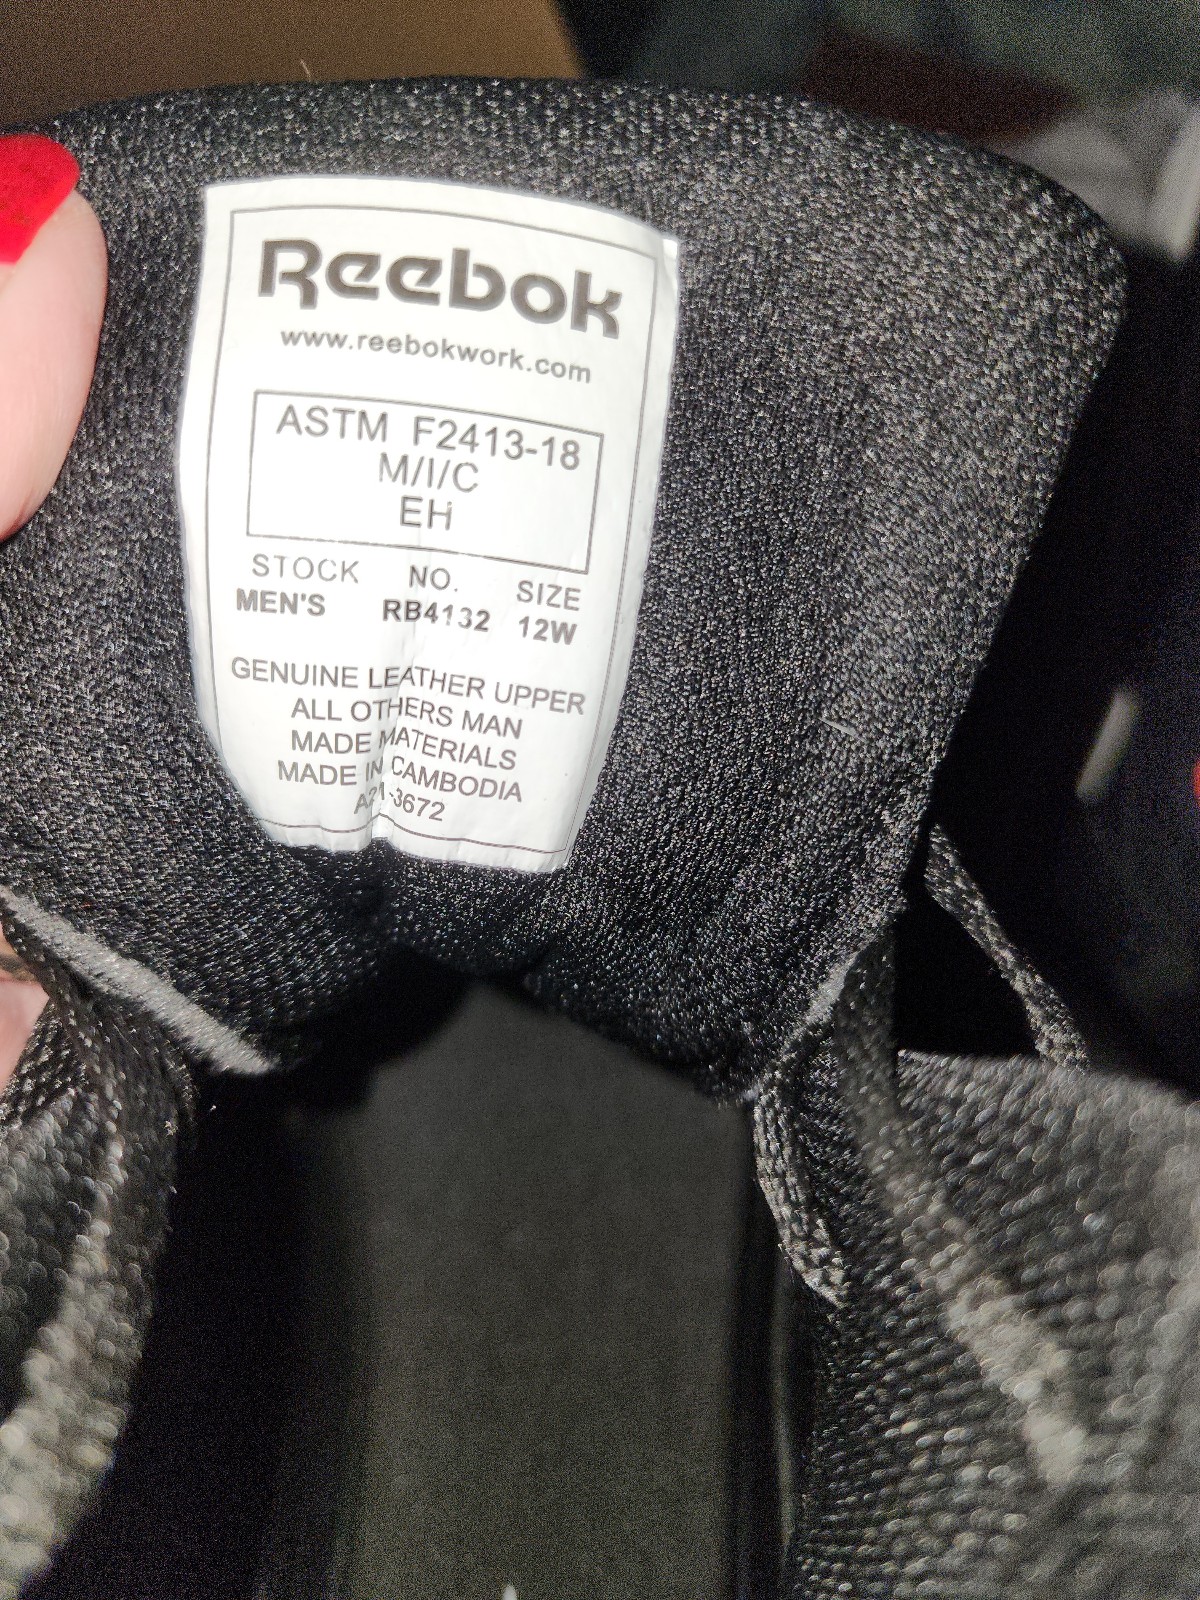 Reebok
www.reebokwork.com
ASTM F2413-18
M/I/C
EH
STOCK NO. SIZE
MEN'S RB4132 12W
GENUINE LEATHER UPPER
ALL OTHERS MAN
MADE MATERIALS
MADE IN CAMBODIA